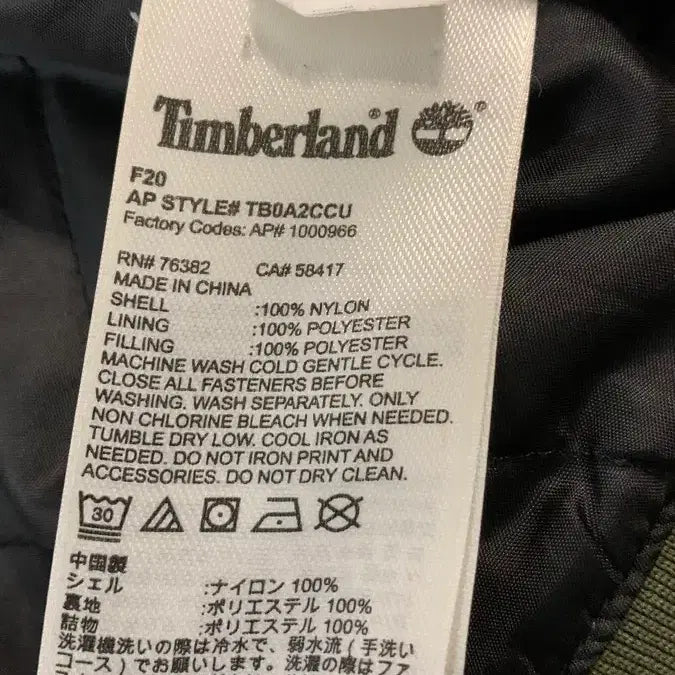 Timberland®
®
F20
AP STYLE# TB0A2CCU
Factory Codes: AP# 1000966
RN# 76382 CA# 58417
MADE IN CHINA
SHELL :100% NYLON
LINING :100% POLYESTER
FILLING :100% POLYESTER
MACHINE WASH COLD GENTLE CYCLE.
CLOSE ALL FASTENERS BEFORE
WASHING. WASH SEPARATELY. ONLY
NON CHLORINE BLEACH WHEN NEEDED.
TUMBLE DRY LOW. COOL IRON AS
NEEDED. DO NOT IRON PRINT AND
ACCESSORIES. DO NOT DRY CLEAN.
30
中国製
シェル :ナイロン 100%
裏地 :ポリエステル 100%
詰物 :ポリエステル 100%
洗濯機洗いの際は冷水で、弱水流(手洗い
コース)でお願いします。洗濯の際はファ